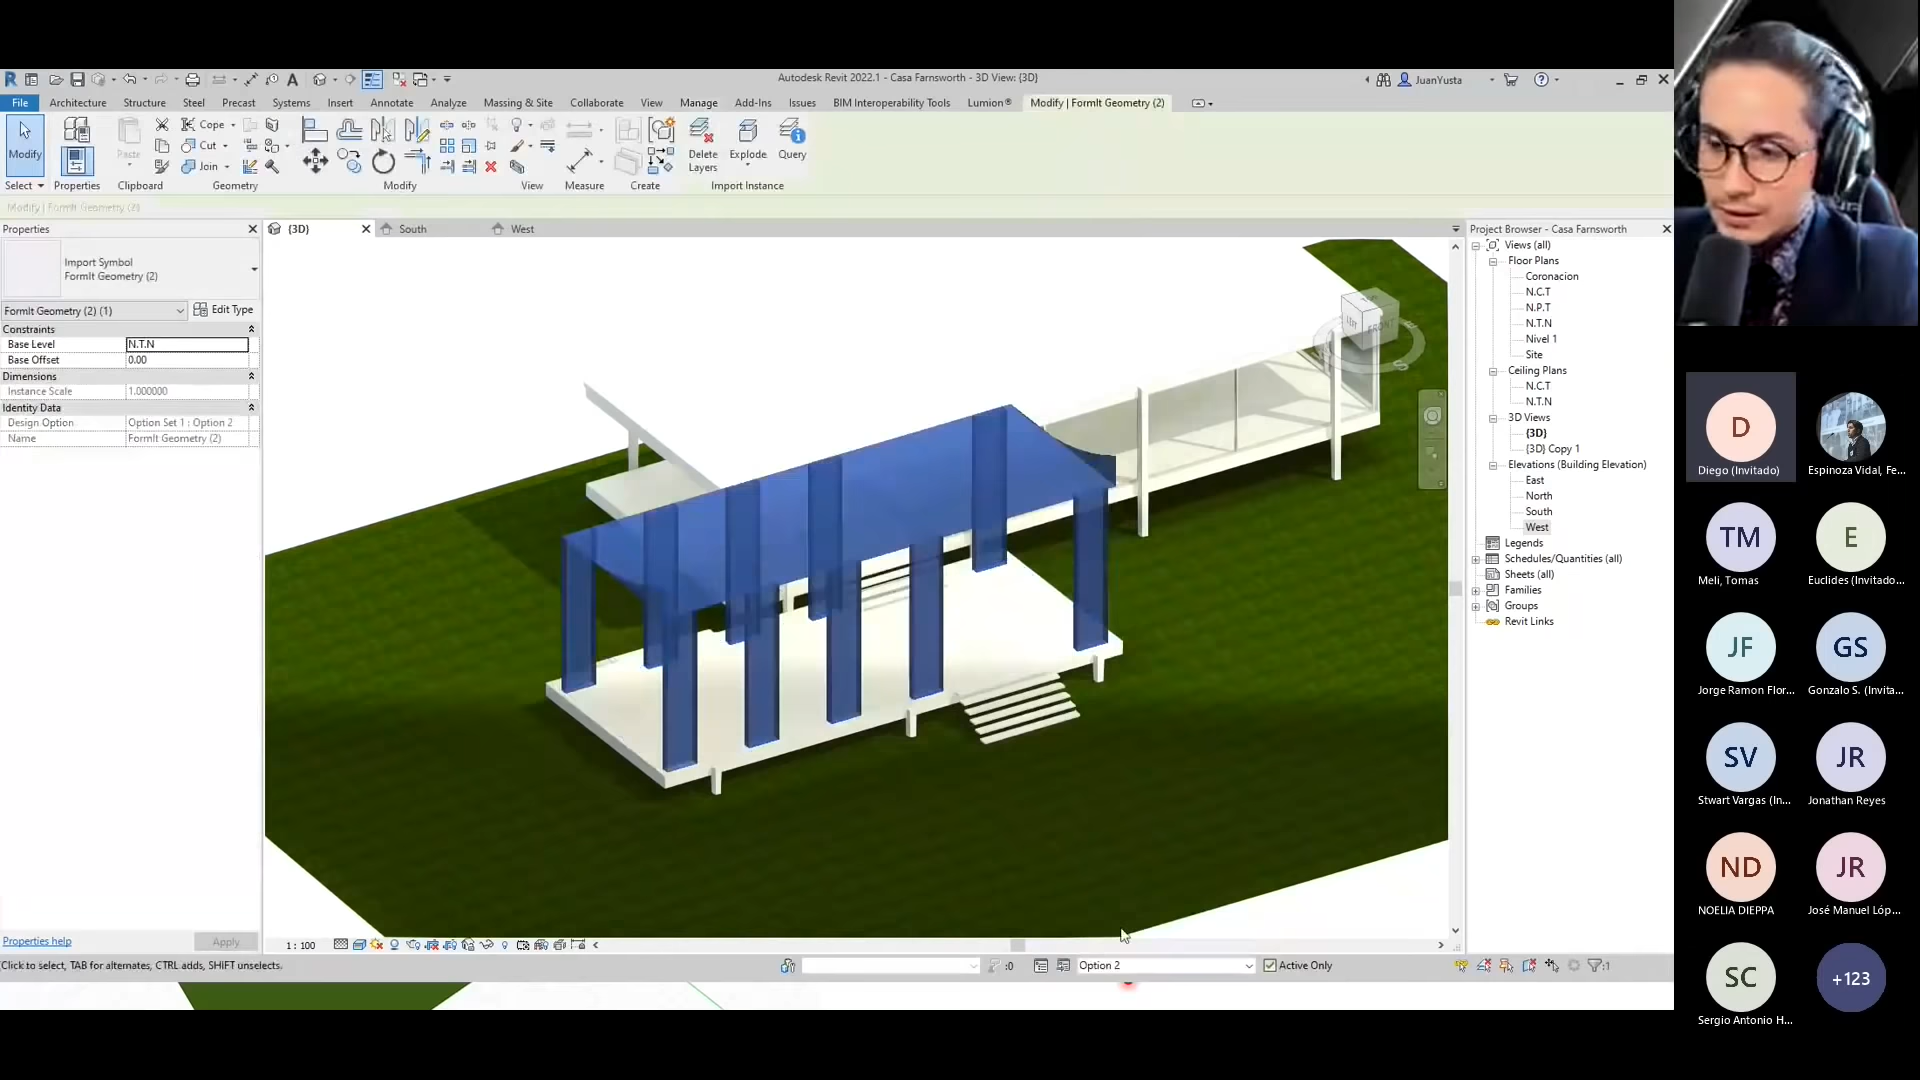 Autodesk Revit 2022.1 - Casa Farnsworth - 3D View: {3D}
JuanYusta
File Architecture Structure Steel Precast Systems Insert Annotate Analyze Massing & Site Collaborate View Manage Add-Ins Issues BIM Interoperability Tools Lumion® Modify | FormIt Geometry (2)
Modify
Paste
Cope
Cut
Join
Delete Layers
Explode
Query
Select Properties Clipboard Geometry Modify View Measure Create Import Instance
Modify | FormIt Geometry (2)
Properties
Import Symbol
FormIt Geometry (2)
FormIt Geometry (2) (1)
Edit Type
Constraints
Base Level N.T.N
Base Offset 0.00
Dimensions
Instance Scale 1.000000
Identity Data
Design Option Option Set 1 : Option 2
Name FormIt Geometry (2)
Properties help
Apply
{3D}
South
West
FRONT
1 : 100
Project Browser - Casa Farnsworth
Views (all)
Floor Plans
Coronacion
N.C.T
N.P.T
N.T.N
Nivel 1
Site
Ceiling Plans
N.C.T
N.T.N
3D Views
{3D}
{3D} Copy 1
Elevations (Building Elevation)
East
North
South
West
Legends
Schedules/Quantities (all)
Sheets (all)
Families
Groups
Revit Links
Click to select, TAB for alternates, CTRL adds, SHIFT unselects.
:0
Option 2
Active Only
:1
D
Diego (Invitado)
Espinoza Vidal, Fe...
TM
Meli, Tomas
E
Euclides (Invitado...
JF
Jorge Ramon Flor...
GS
Gonzalo S. (Invita...
SV
Stwart Vargas (In...
JR
Jonathan Reyes
ND
NOELIA DIEPPA
JR
José Manuel Lóp...
SC
Sergio Antonio H...
+123